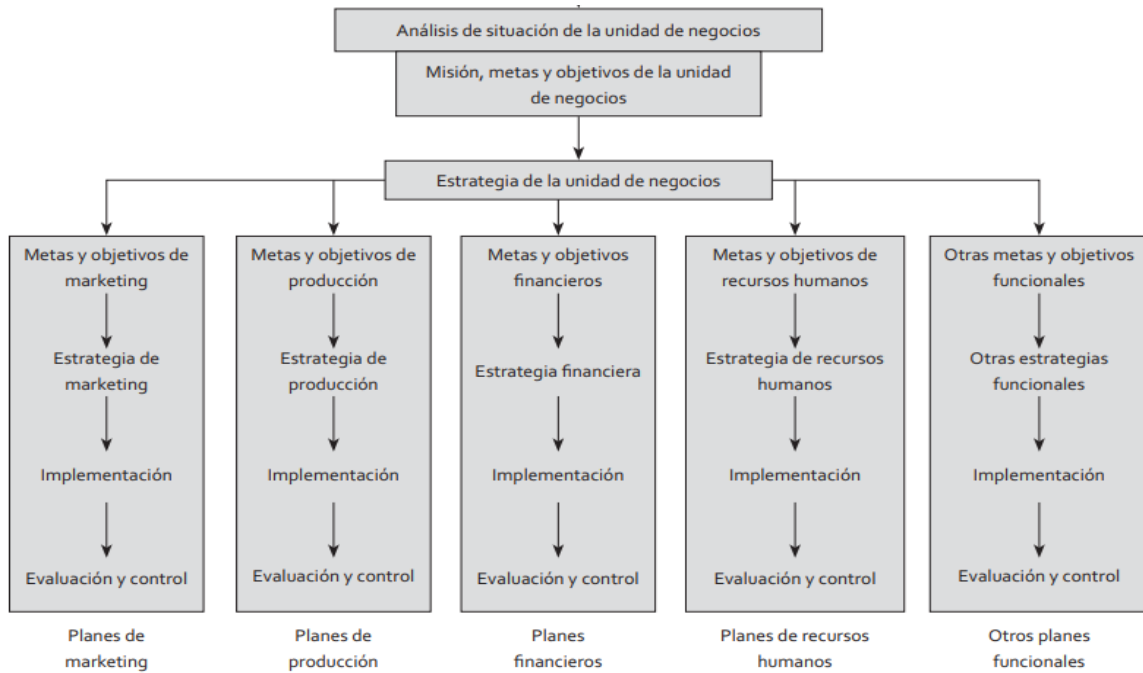 Análisis de situación de la unidad de negocios
Misión, metas y objetivos de la unidad
de negocios
Estrategia de la unidad de negocios
Metas y objetivos de
marketing
Estrategia de
marketing
Implementación
Evaluación y control
Planes de
marketing
Metas y objetivos de
producción
Estrategia de
producción
Implementación
Evaluación y control
Planes de
producción
Metas y objetivos
financieros
Estrategia financiera
Implementación
Evaluación y control
Planes
financieros
Metas y objetivos de
recursos humanos
Estrategia de recursos
humanos
Implementación
Evaluación y control
Planes de recursos
humanos
Otras metas y objetivos
funcionales
Otras estrategias
funcionales
Implementación
Evaluación y control
Otros planes
funcionales